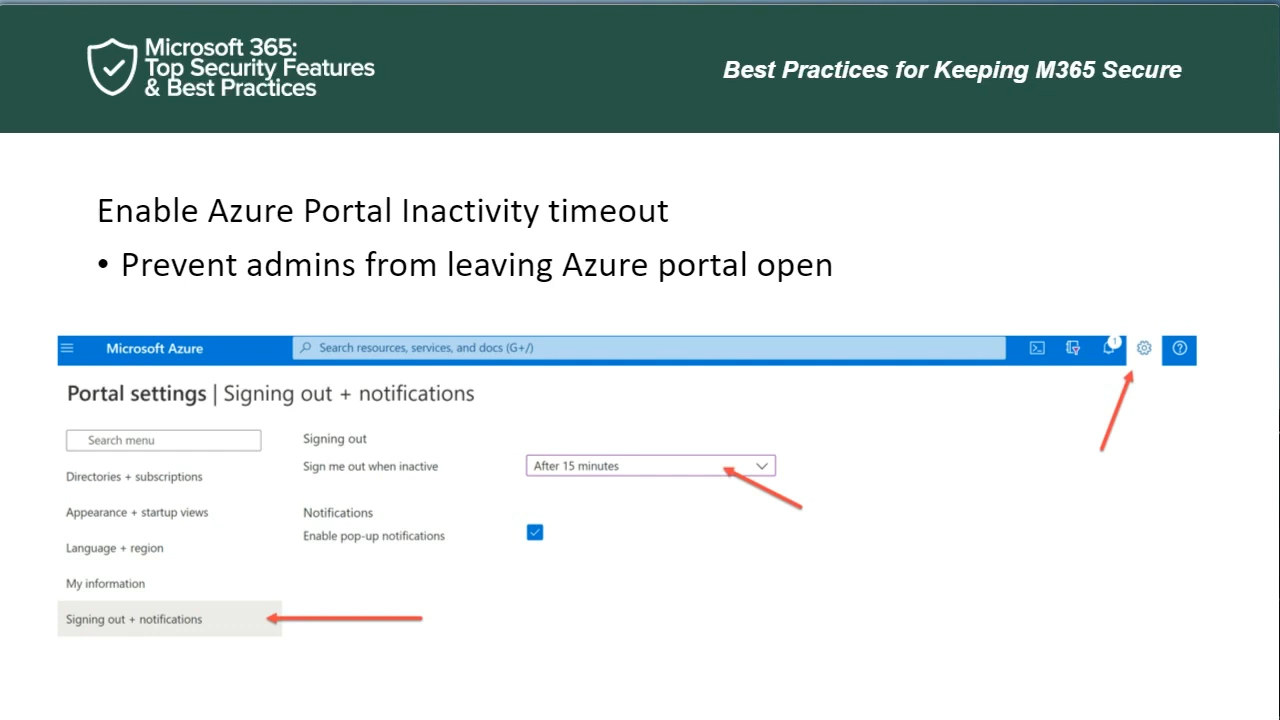 Microsoft 365:
Top Security Features
& Best Practices
Best Practices for Keeping M365 Secure
Enable Azure Portal Inactivity timeout
• Prevent admins from leaving Azure portal open
Microsoft Azure
Search resources, services, and docs (G+/)
1
Portal settings | Signing out + notifications
Search menu
Directories + subscriptions
Appearance + startup views
Language + region
My information
Signing out + notifications
Signing out
Sign me out when inactive
After 15 minutes
Notifications
Enable pop-up notifications